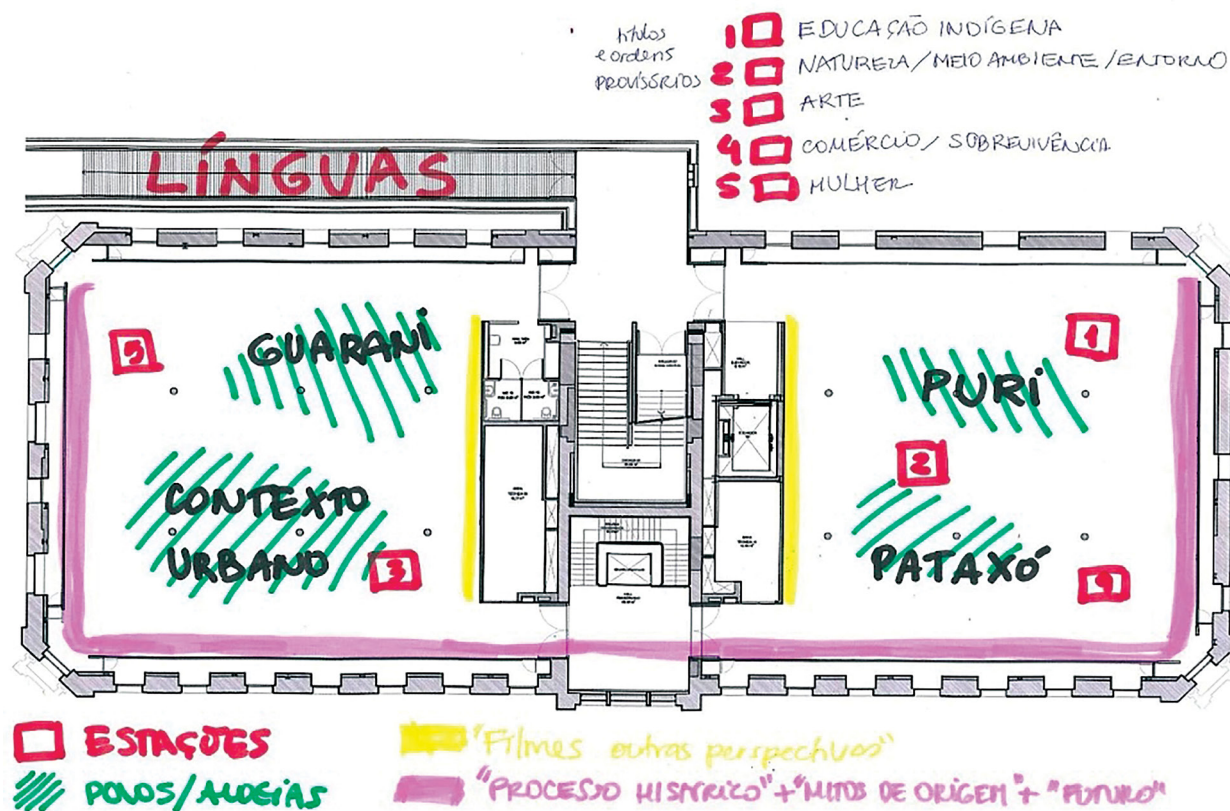 títulos
e ordens
PROVISÓRIOS
1 EDUCAÇÃO INDÍGENA
2 NATUREZA/MEIO AMBIENTE/ENTORNO
3 ARTE
4 COMÉRCIO/SOBREVIVÊNCIA
5 MULHER
LÍNGUAS
5
GUARANI
1
PURI
2
CONTEXTO
URBANO
3
PATAXÓ
ESTAÇÕES
"Filmes outras perspectivas"
POLOS/ALDEIAS
"PROCESSO HISTÓRICO"+"MITOS DE ORIGEM"+"FUTURO"